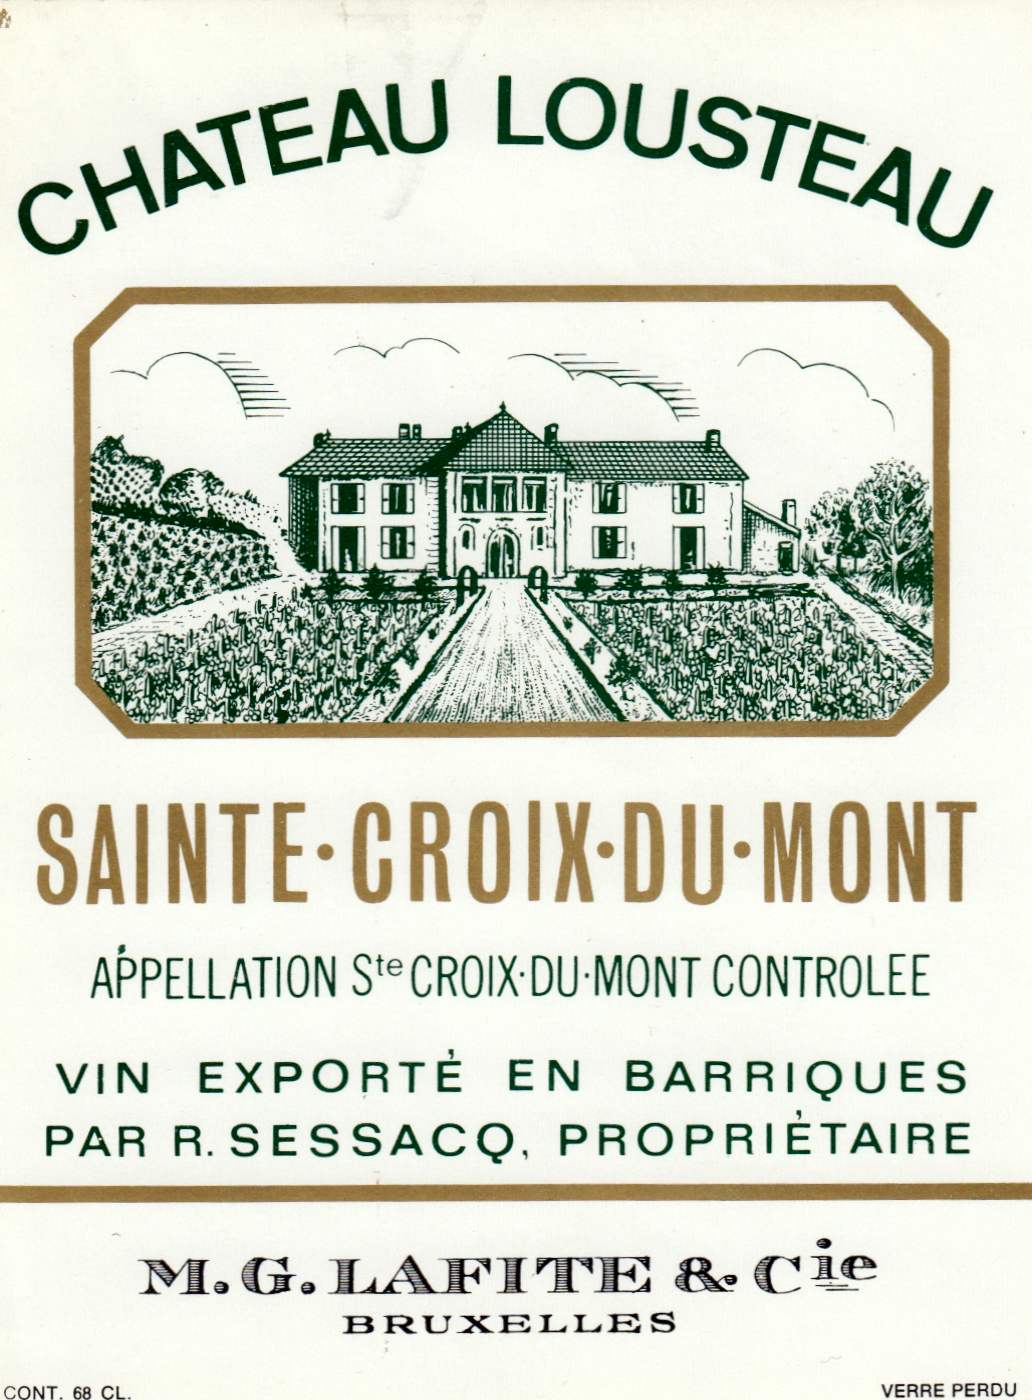 CHATEAU LOUSTEAU
SAINTE·CROIX·DU·MONT
APPELLATION Ste CROIX·DU·MONT CONTROLEE
VIN EXPORTÉ EN BARRIQUES
PAR R. SESSACQ, PROPRIÉTAIRE
M. G. LAFITE & Cie
BRUXELLES
CONT. 68 CL. VERRE PERDU